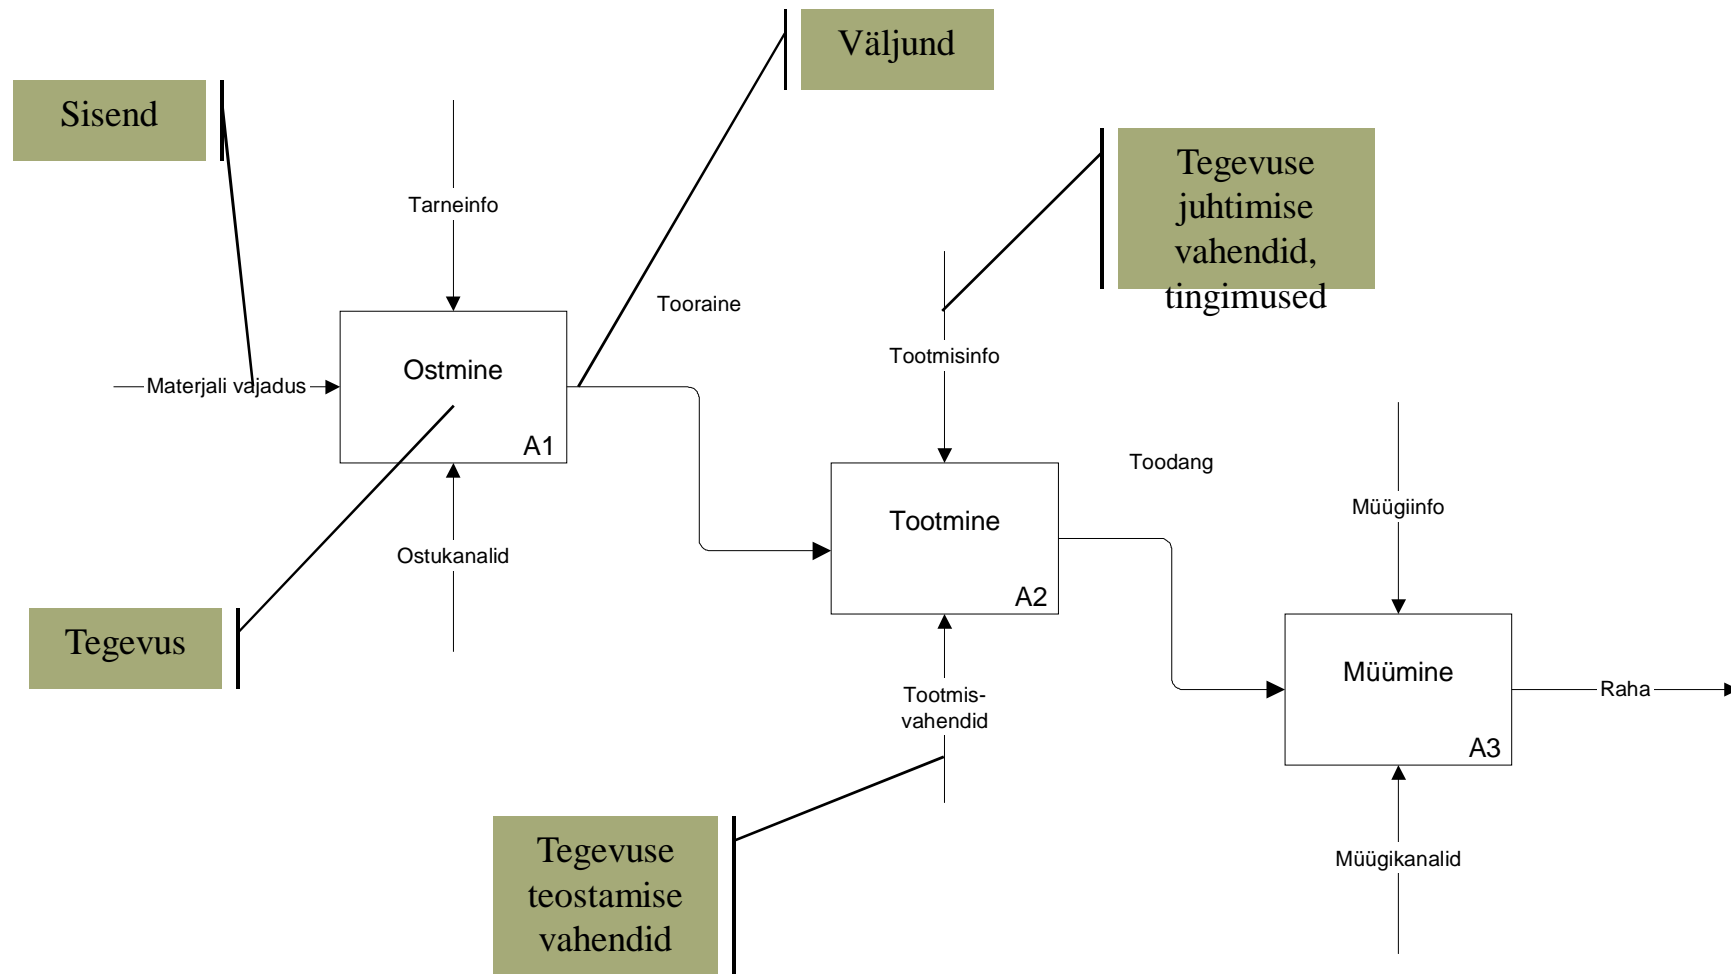 Väljund
Sisend
Tegevuse
juhtimise
vahendid,
tingimused
Tarneinfo
Tooraine
Tootmisinfo
Ostmine
Materjali vajadus
A1
Toodang
Müügiinfo
Tootmine
Ostukanalid
A2
Tegevus
Müümine
Raha
Tootmis-
vahendid
A3
Tegevuse
teostamise
vahendid
Müügikanalid